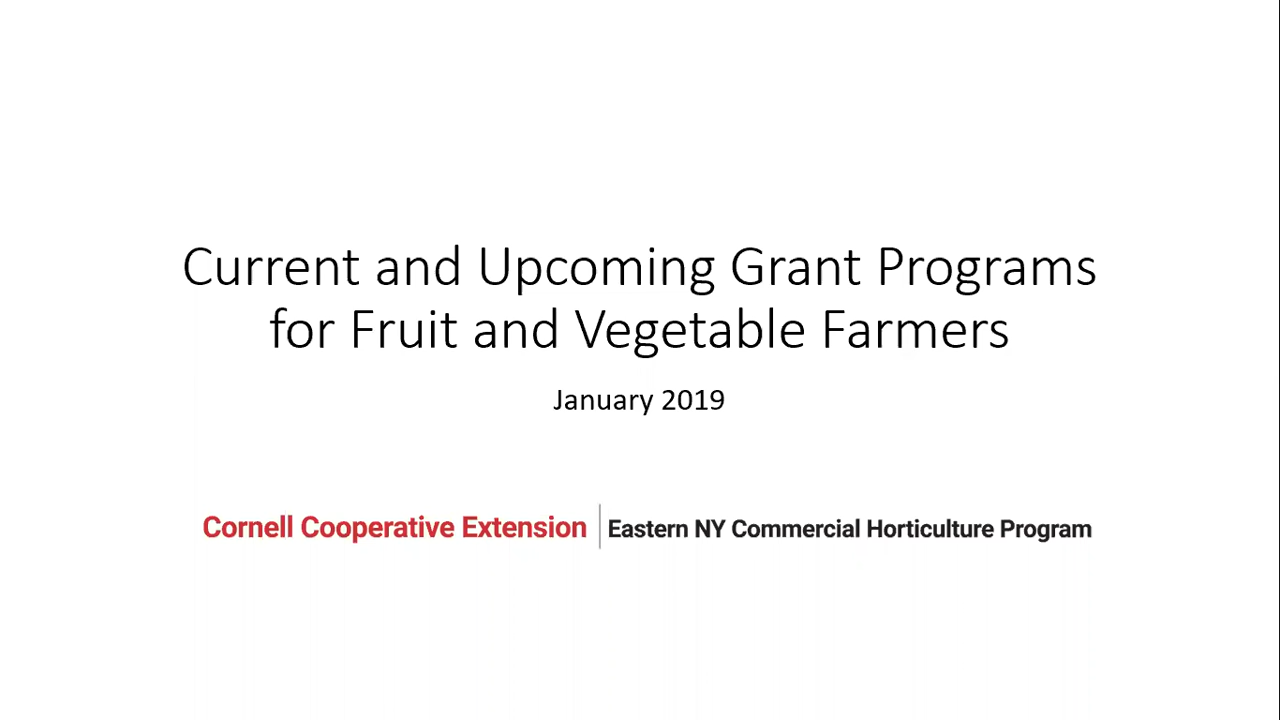 Current and Upcoming Grant Programs
for Fruit and Vegetable Farmers
January 2019
Cornell Cooperative Extension | Eastern NY Commercial Horticulture Program